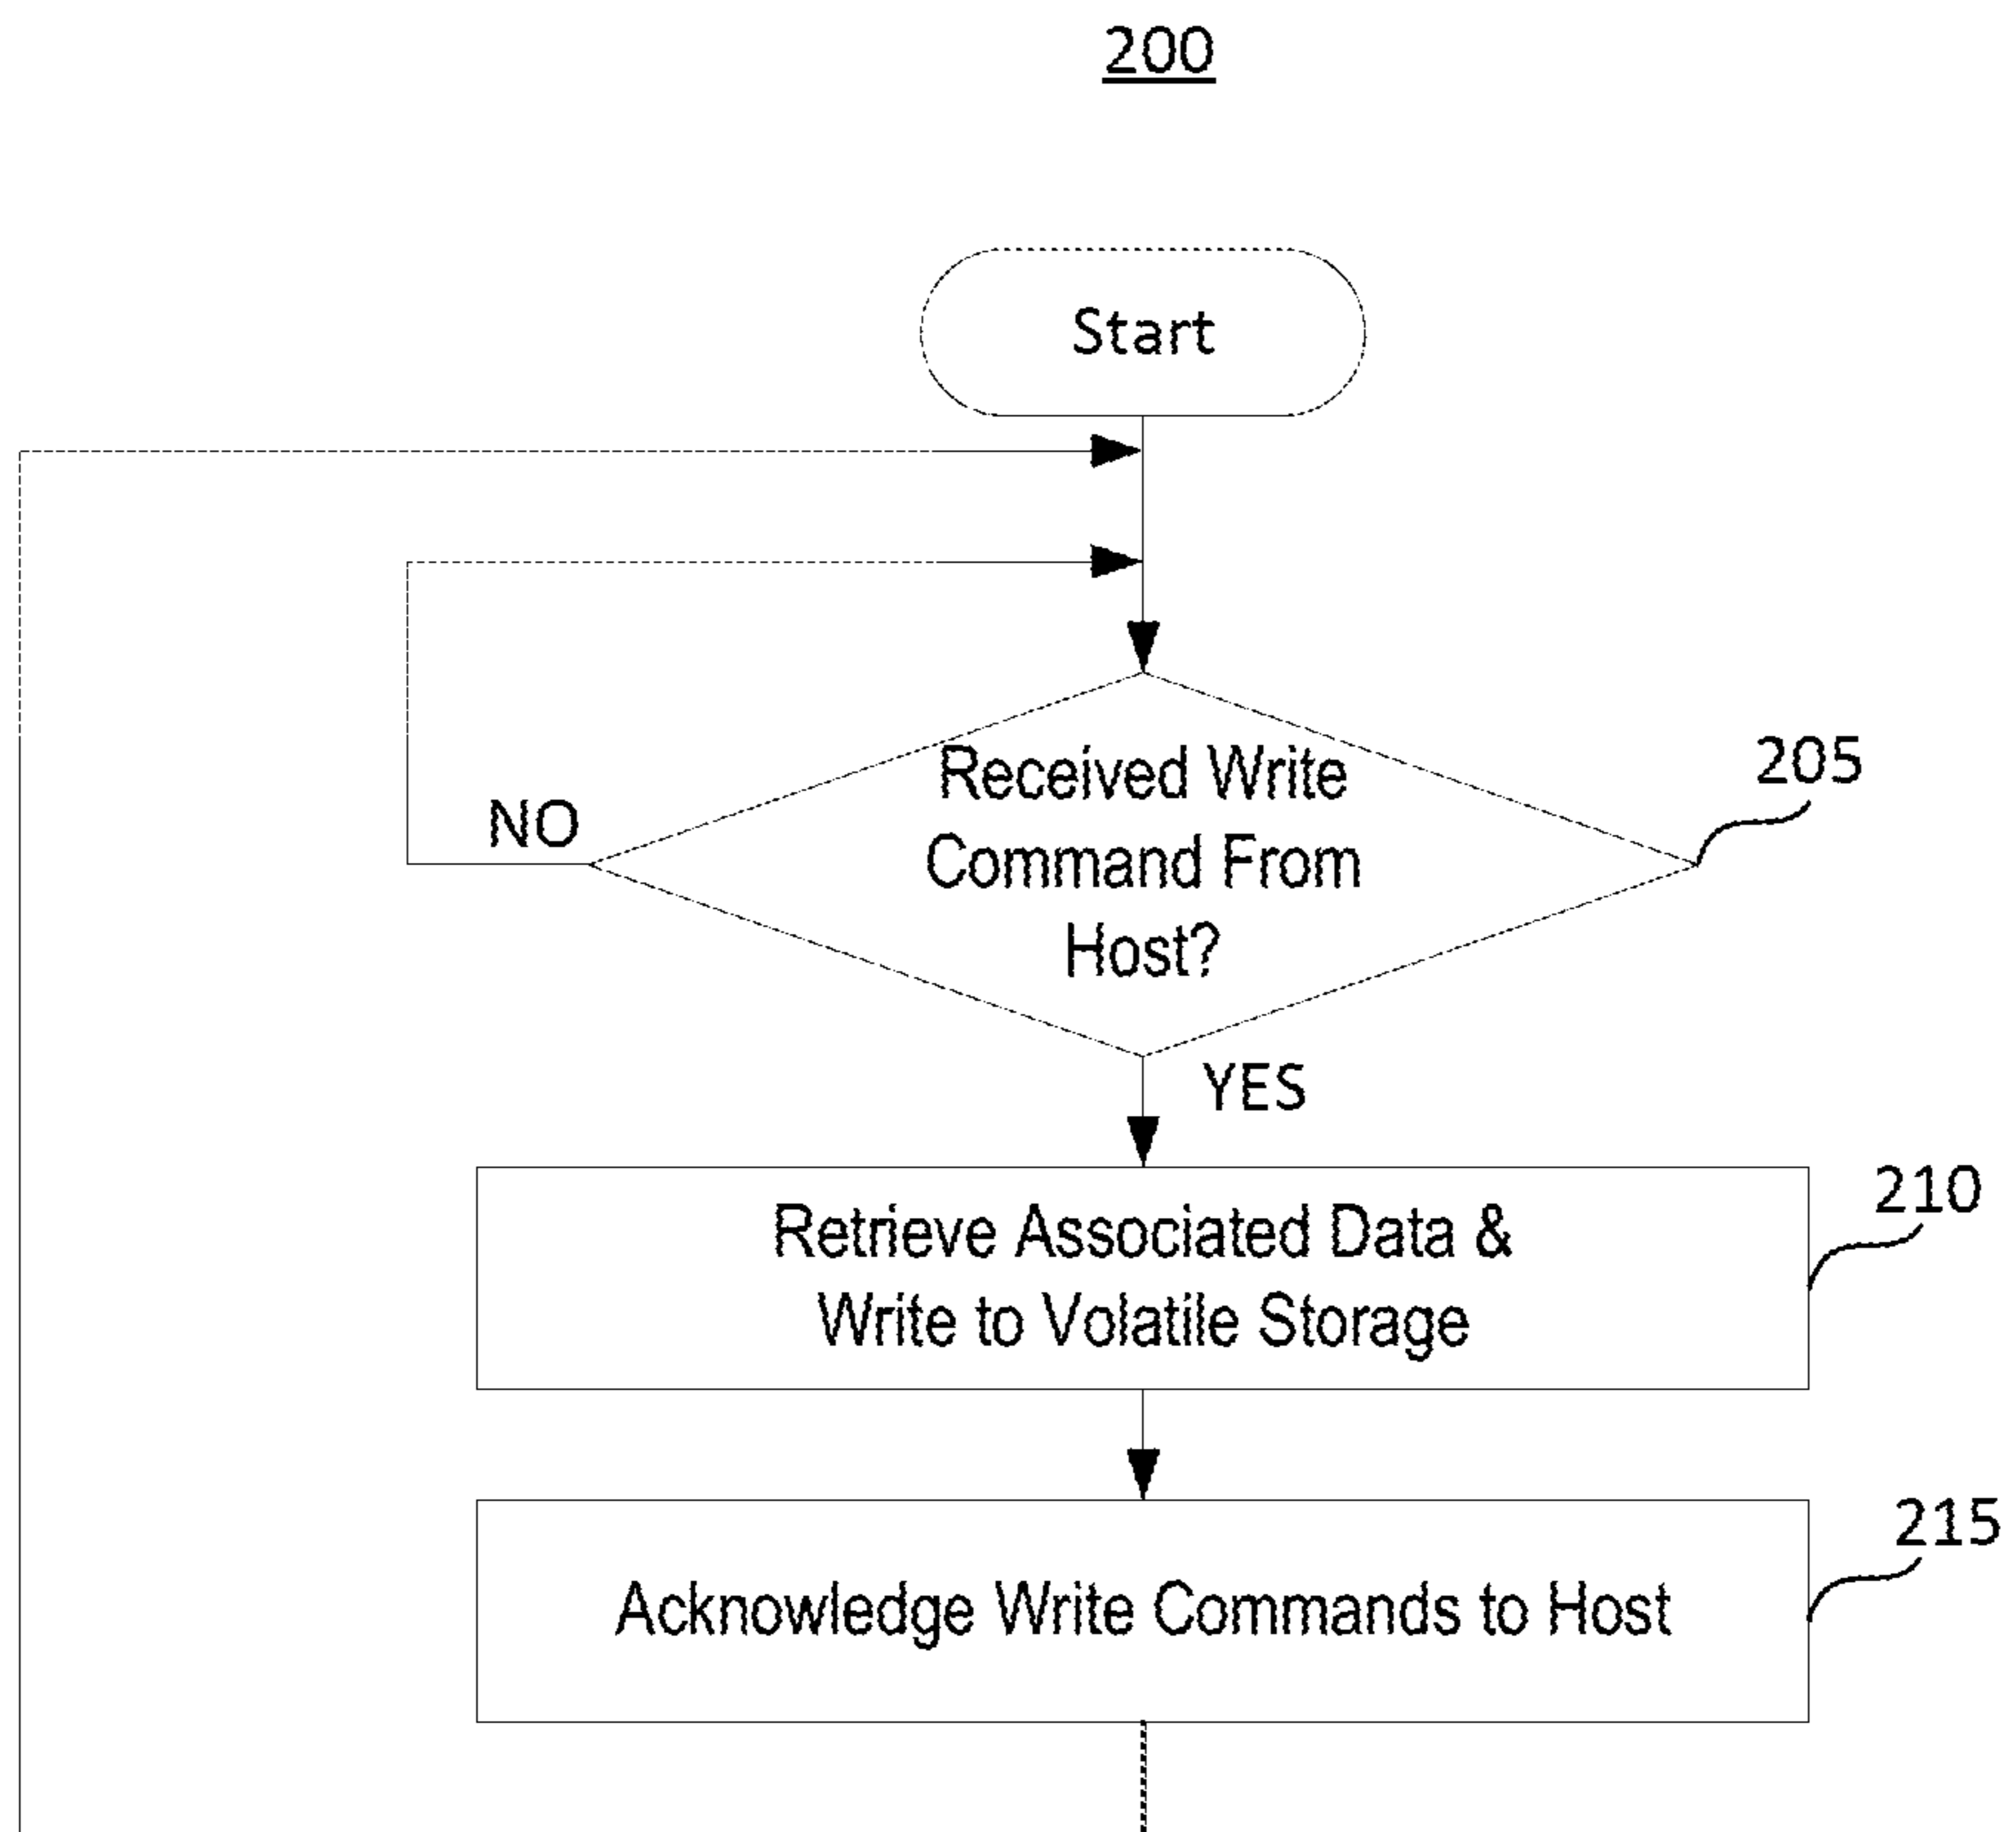 200
Start
Received Write
Command From
Host?
205
NO
YES
Retrieve Associated Data &
Write to Volatile Storage
210
Acknowledge Write Commands to Host
215